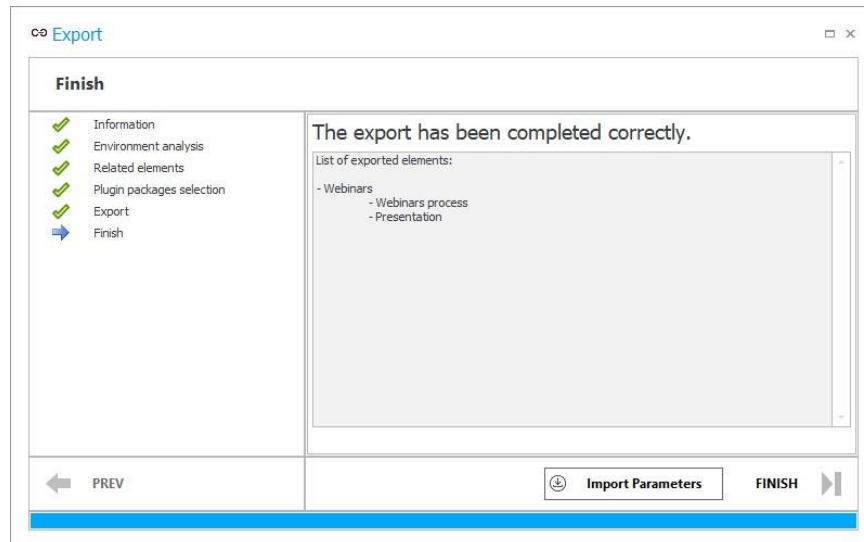 Export
Finish
Information
Environment analysis
Related elements
Plugin packages selection
Export
Finish
The export has been completed correctly.
List of exported elements:
- Webinars
- Webinars process
- Presentation
PREV
Import Parameters
FINISH